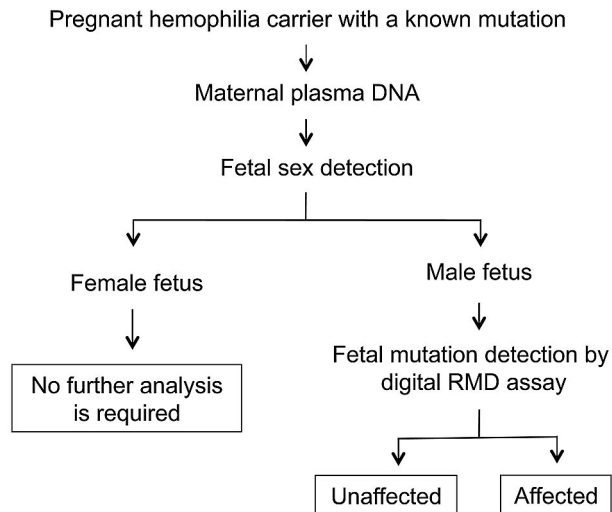 Pregnant hemophilia carrier with a known mutation
Maternal plasma DNA
Fetal sex detection
Female fetus
Male fetus
No further analysis
is required
Fetal mutation detection by
digital RMD assay
Unaffected
Affected